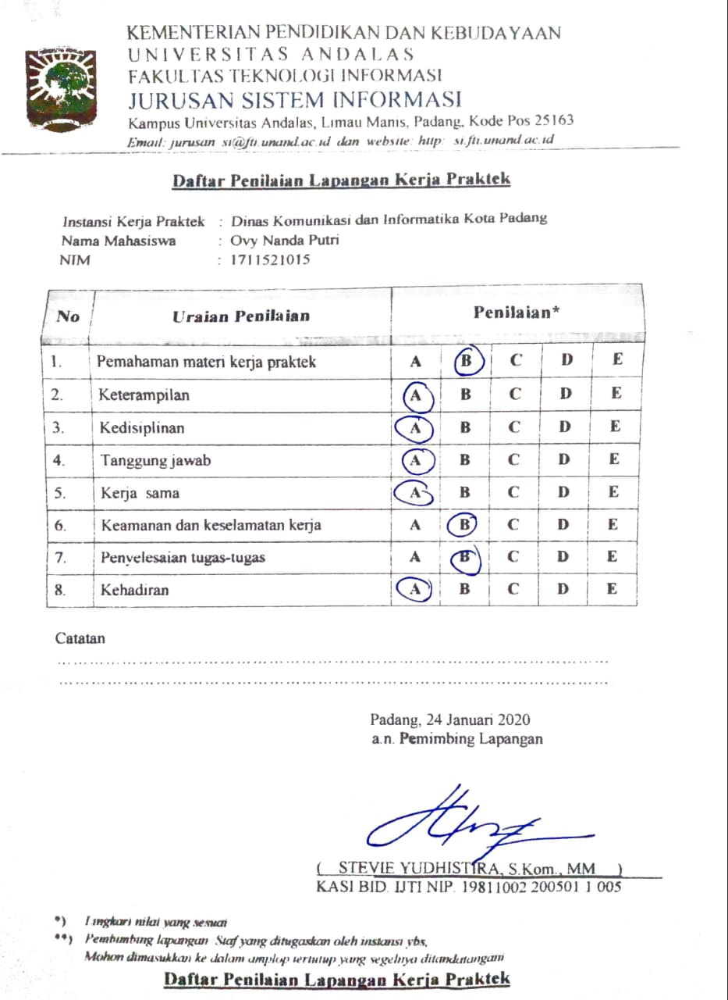 KEMENTERIAN PENDIDIKAN DAN KEBUDAYAAN
UNIVERSITAS ANDALAS
FAKULTAS TEKNOLOGI INFORMASI
JURUSAN SISTEM INFORMASI
Kampus Universitas Andalas, Limau Manis, Padang, Kode Pos 25163
Email: jurusan si@fti.unand.ac.id dan website: http: si.fti.unand.ac.id
Daftar Penilaian Lapangan Kerja Praktek
Instansi Kerja Praktek : Dinas Komunikasi dan Informatika Kota Padang
Nama Mahasiswa : Ovy Nanda Putri
NIM : 1711521015
No Uraian Penilaian Penilaian*
1. Pemahaman materi kerja praktek A B C D E
2. Keterampilan A B C D E
3. Kedisiplinan A B C D E
4. Tanggung jawab A B C D E
5. Kerja sama A B C D E
6. Keamanan dan keselamatan kerja A B C D E
7. Penyelesaian tugas-tugas A B C D E
8. Kehadiran A B C D E
Catatan
Padang, 24 Januari 2020
a.n. Pemimbing Lapangan
( STEVIE YUDHISTIRA, S.Kom., MM )
KASI BID. IJTI NIP. 19811002 200501 1 005
*) Lingkari nilai yang sesuai
**) Pembimbing lapangan Staf yang ditugaskan oleh instansi ybs,
Mohon dimasukkan ke dalam amplop tertutup yang segelnya ditandatangani
Daftar Penilaian Lapangan Kerja Praktek